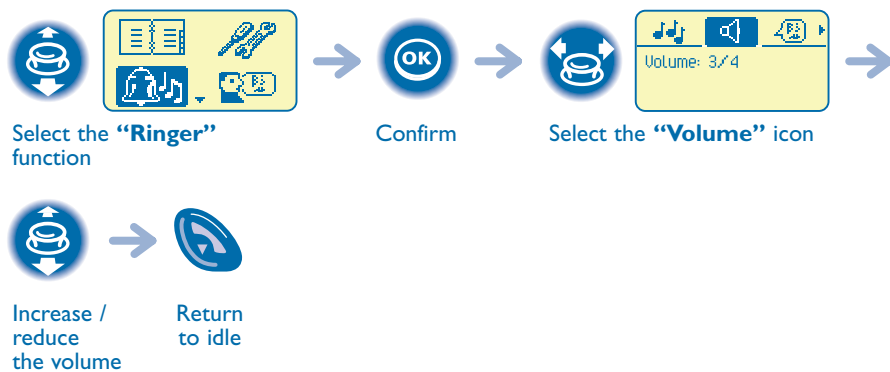 OK
Volume: 3/4
Select the “Ringer”
function
Confirm
Select the “Volume” icon
Increase /
reduce
the volume
Return
to idle